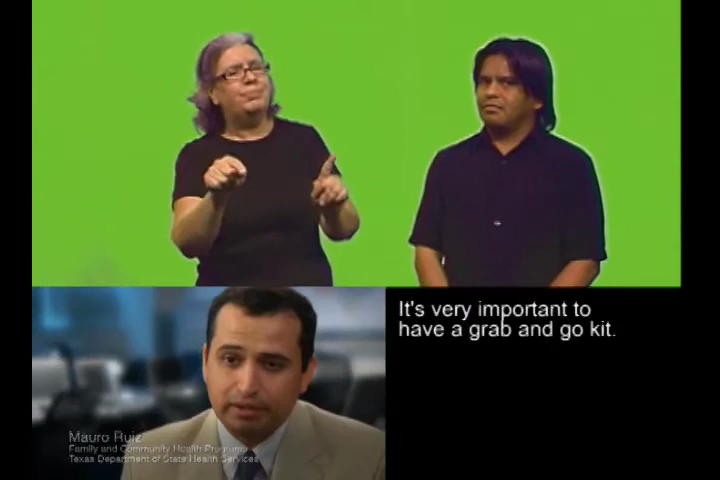 It's very important to
have a grab and go kit.
Mauro Ruiz
Family and Community Health Programs
Texas Department of State Health Services